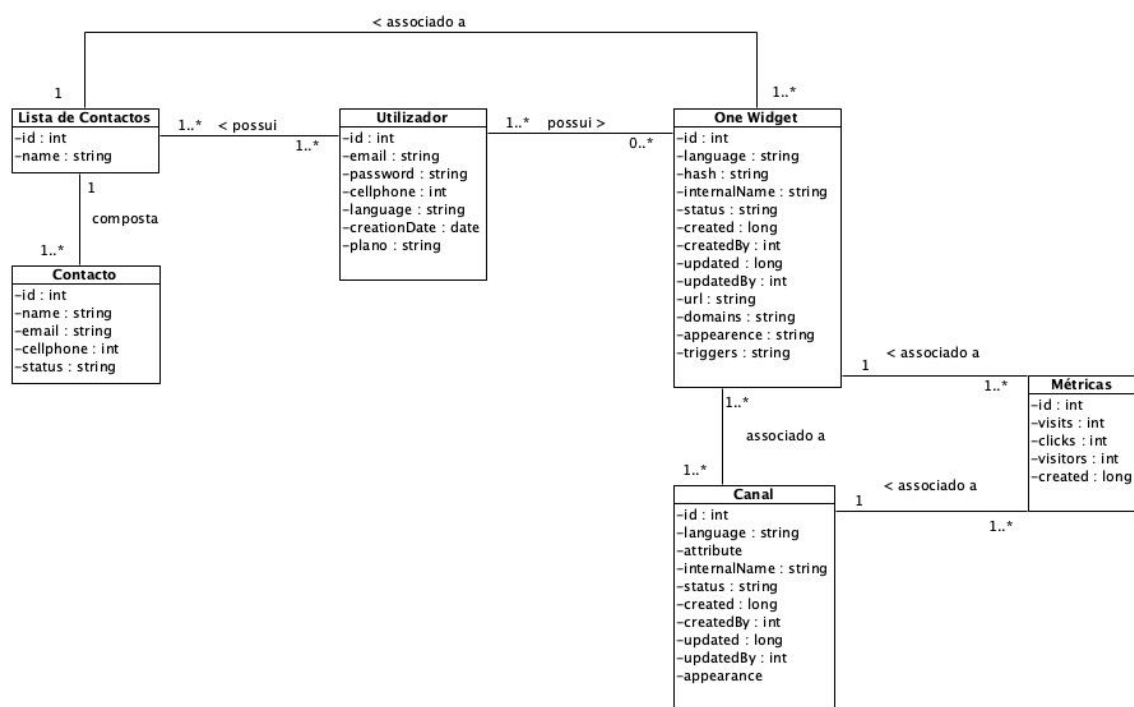 < associado a
1
1..*
Lista de Contactos
-id : int
-name : string
1..* < possui
1..*
Utilizador
-id : int
-email : string
-password : string
-cellphone : int
-language : string
-creationDate : date
-plano : string
1..* possui >
0..*
One Widget
-id : int
-language : string
-hash : string
-internalName : string
-status : string
-created : long
-createdBy : int
-updated : long
-updatedBy : int
-url : string
-domains : string
-appearence : string
-triggers : string
1
composta
1..*
Contacto
-id : int
-name : string
-email : string
-cellphone : int
-status : string
< associado a
1
1..*
Métricas
-id : int
-visits : int
-clicks : int
-visitors : int
-created : long
1..*
associado a
1..*
< associado a
1
1..*
Canal
-id : int
-language : string
-attribute
-internalName : string
-status : string
-created : long
-createdBy : int
-updated : long
-updatedBy : int
-appearance